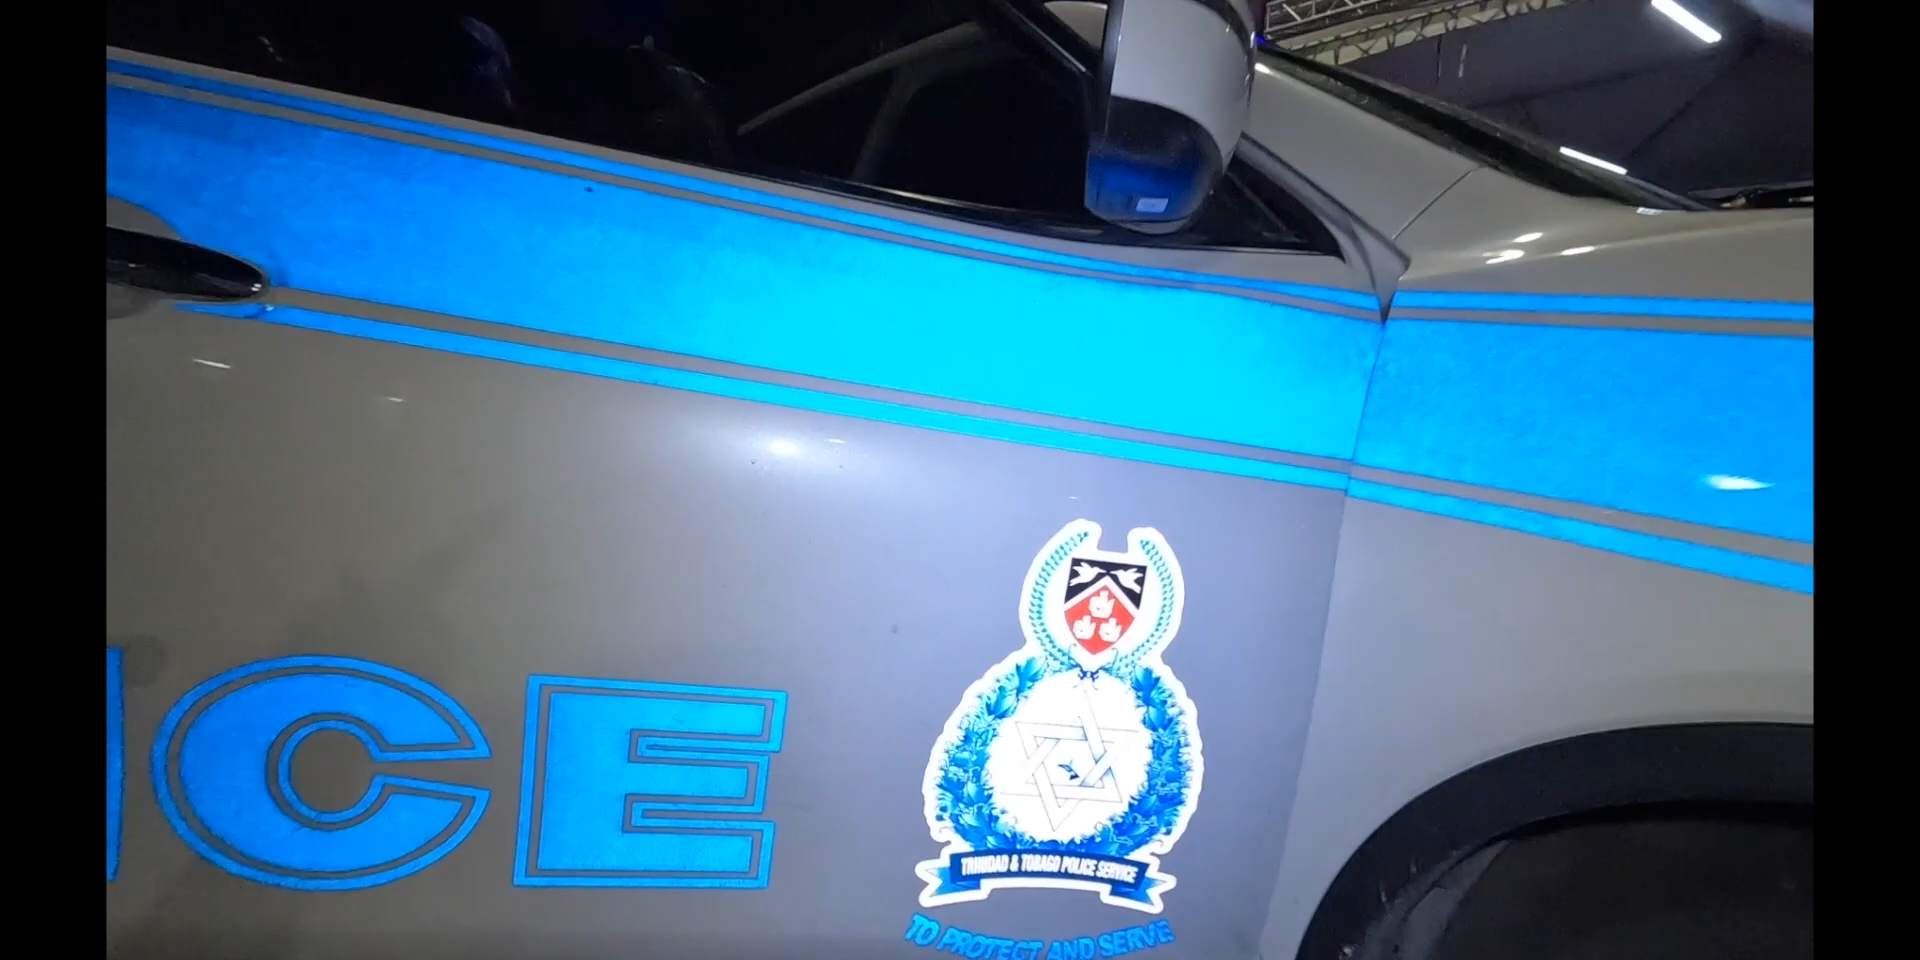 ICE
TRINIDAD & TOBAGO POLICE SERVICE
TO PROTECT AND SERVE